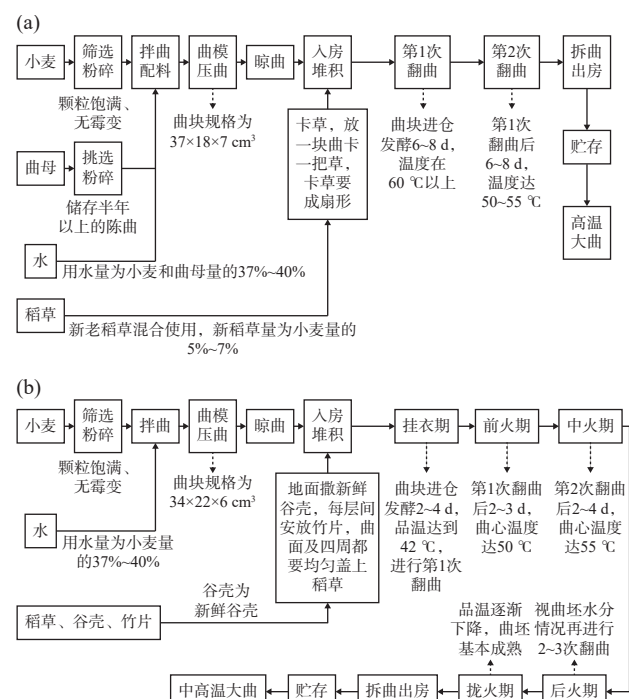 (a)
小麦
筛选
粉碎
拌曲
配料
曲模
压曲
晾曲
入房
堆积
第1次
翻曲
第2次
翻曲
拆曲
出房
颗粒饱满、
无霉变
曲块规格为
37×18×7 cm³
卡草，放
一块曲卡
一把草，
卡草要
成扇形
曲块进仓
发酵6~8 d，
温度在
60 ℃以上
第1次
翻曲后
6~8 d，
温度达
50~55 ℃
贮存
高温
大曲
曲母
挑选
粉碎
储存半年
以上的陈曲
水
用水量为小麦和曲母量的37%~40%
稻草
新老稻草混合使用，新稻草量为小麦量的
5%~7%
(b)
小麦
筛选
粉碎
拌曲
曲模
压曲
晾曲
入房
堆积
挂衣期
前火期
中火期
颗粒饱满、
无霉变
曲块规格为
34×22×6 cm³
地面撒新鲜
谷壳，每层间
安放竹片，曲
面及四周都
要均匀盖上
稻草
曲块进仓
发酵2~4 d，
品温达到
42 ℃，
进行第1次
翻曲
第1次翻曲
后2~3 d，
曲心温度
达50 ℃
第2次翻曲
后2~4 d，
曲心温度
达55 ℃
水
用水量为小麦量
的37%~40%
稻草、谷壳、竹片
谷壳为
新鲜谷壳
品温逐渐
下降，曲坯
基本成熟
视曲坯水分
情况再进行
2~3次翻曲
中高温大曲
贮存
拆曲出房
拢火期
后火期